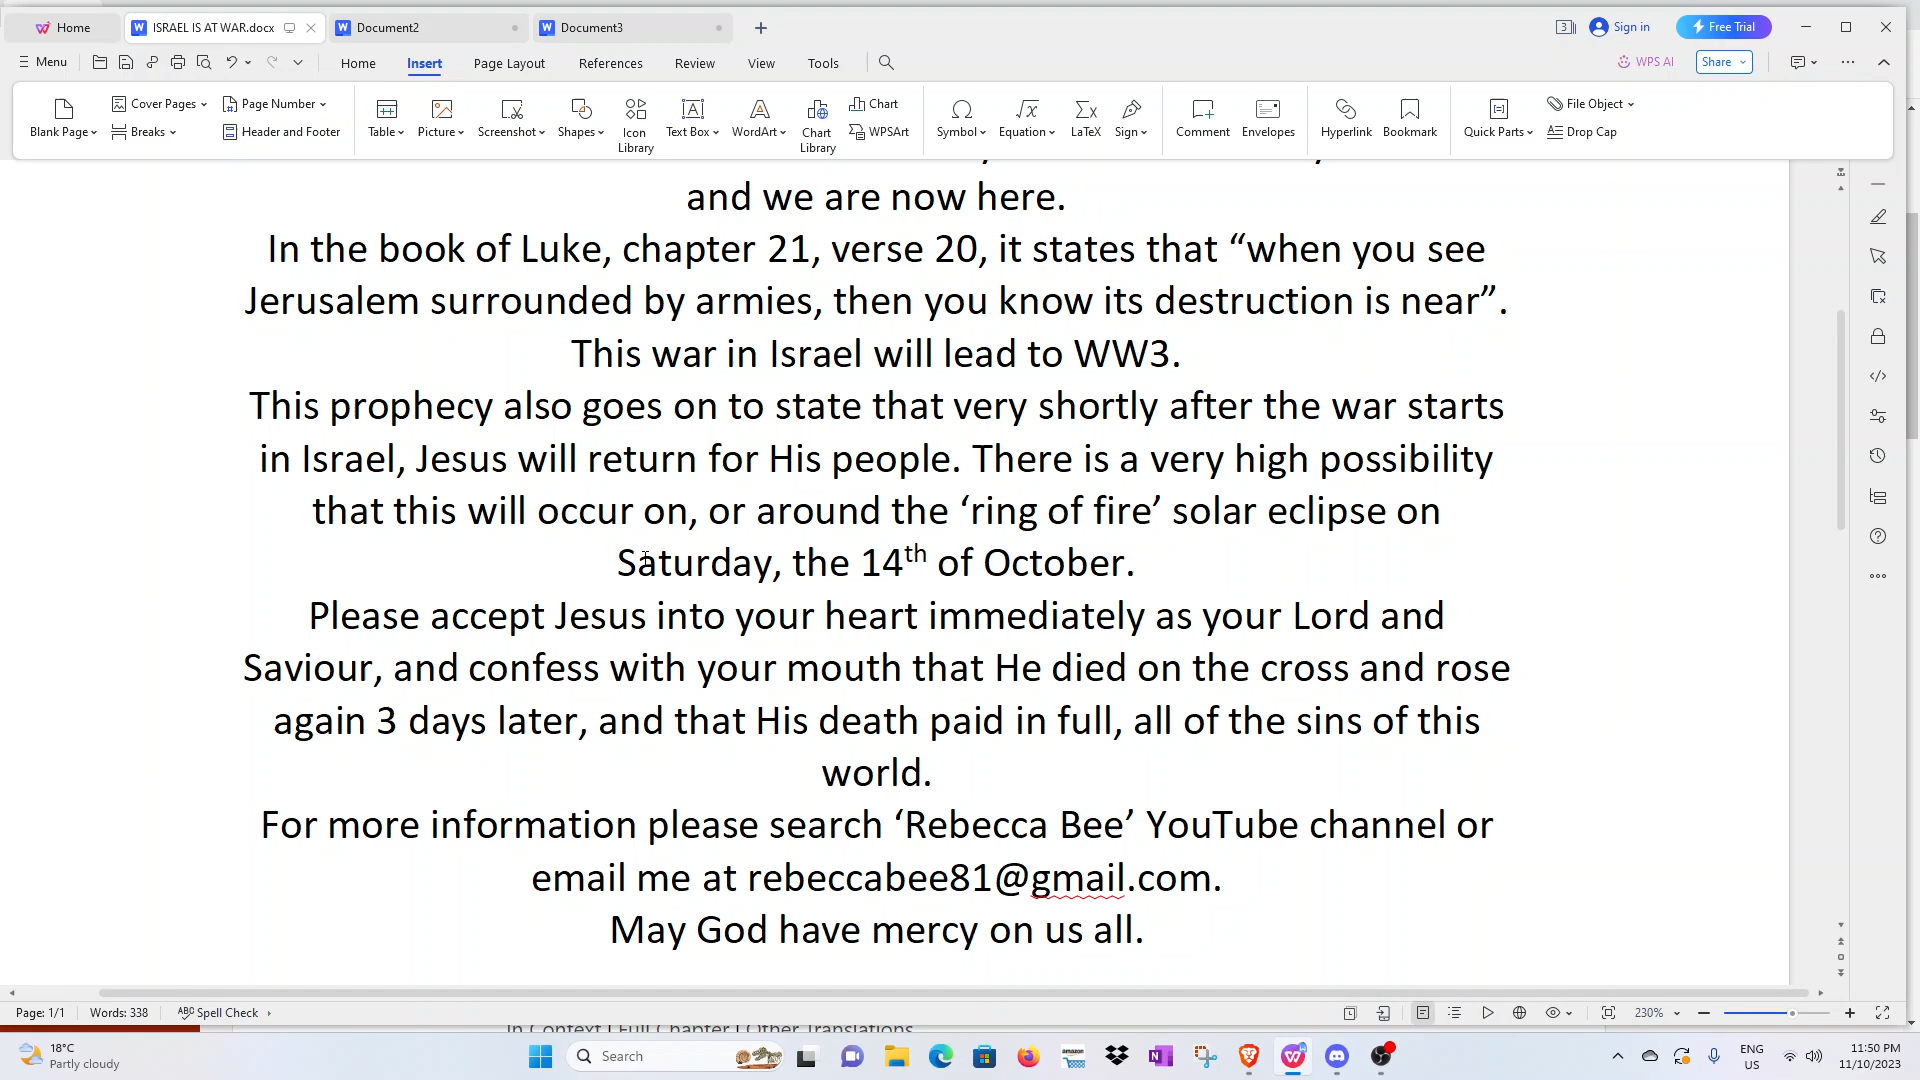 Home
ISRAEL IS AT WAR.docx
Document2
Document3
Sign in
Free Trial
Menu
Home
Insert
Page Layout
References
Review
View
Tools
WPS AI
Share
Blank Page
Cover Pages
Breaks
Page Number
Header and Footer
Table
Picture
Screenshot
Shapes
Icon
Library
Text Box
WordArt
Chart
Library
Chart
WPSArt
Symbol
Equation
LaTeX
Sign
Comment
Envelopes
Hyperlink
Bookmark
Quick Parts
File Object
Drop Cap
and we are now here.
In the book of Luke, chapter 21, verse 20, it states that “when you see
Jerusalem surrounded by armies, then you know its destruction is near”.
This war in Israel will lead to WW3.
This prophecy also goes on to state that very shortly after the war starts
in Israel, Jesus will return for His people. There is a very high possibility
that this will occur on, or around the ‘ring of fire’ solar eclipse on
Saturday, the 14th of October.
Please accept Jesus into your heart immediately as your Lord and
Saviour, and confess with your mouth that He died on the cross and rose
again 3 days later, and that His death paid in full, all of the sins of this
world.
For more information please search ‘Rebecca Bee’ YouTube channel or
email me at rebeccabee81@gmail.com.
May God have mercy on us all.
Page: 1/1
Words: 338
Spell Check
230%
In Context | Full Chapter | Other Translations
18°C
Partly cloudy
Search
ENG
US
11:50 PM
11/10/2023